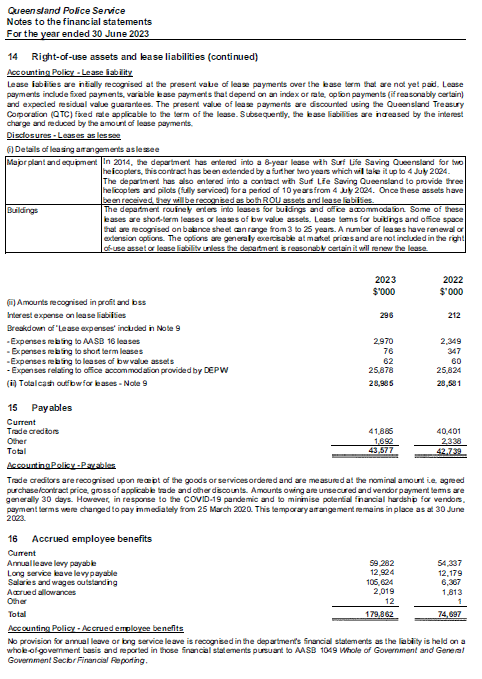 Queensland Police Service
Notes to the financial statements
For the year ended 30 June 2023
14 Right-of-use assets and lease liabilities (continued)
Accounting Policy - Lease liability
Lease liabilities are initially recognised at the present value of lease payments over the lease term that are not yet paid. Lease
payments include fixed payments, variable lease payments that depend on an index or rate, option payments (if reasonably certain)
and expected residual value guarantees. The present value of lease payments are discounted using the Queensland Treasury
Corporation (QTC) fixed rate applicable to the term of the lease. Subsequently, the lease liabilities are increased by the interest
charge and reduced by the amount of lease payments.
Disclosures - Leases as lessee
(i) Details of leasing arrangements as lessee
Major plant and equipment In 2014, the department has entered into a 8-year lease with Surf Life Saving Queensland for two
helicopters, this contract has been extended by a further two years which will take it up to 4 July 2024.
The department has also entered into a contract with Surf Life Saving Queensland to provide three
helicopters and pilots (fully serviced) for a period of 10 years from 4 July 2024. Once these assets have
been received, they will be recognised as both ROU assets and lease liabilities.
Buildings The department routinely enters into leases for buildings and office accommodation. Some of these
leases are short-term leases or leases of low value assets. Lease terms for buildings and office space
that are recognised on balance sheet can range from 3 to 25 years. A number of leases have renewal or
extension options. The options are generally exercisable at market prices and are not included in the right
-of-use asset or lease liability unless the department is reasonably certain it will renew the lease.
2023 2022
$'000 $'000
(ii) Amounts recognised in profit and loss
Interest expense on lease liabilities 296 212
Breakdown of 'Lease expenses' included in Note 9
- Expenses relating to AASB 16 leases 2,970 2,349
- Expenses relating to short term leases 76 347
- Expenses relating to leases of low value assets 62 60
- Expenses relating to office accommodation provided by DEPW 25,878 25,824
(iii) Total cash outflow for leases - Note 9 28,985 28,581
15 Payables
Current
Trade creditors 41,885 40,401
Other 1,692 2,338
Total 43,577 42,739
Accounting Policy - Payables
Trade creditors are recognised upon receipt of the goods or services ordered and are measured at the nominal amount i.e. agreed
purchase/contract price, gross of applicable trade and other discounts. Amounts owing are unsecured and vendor payment terms are
generally 30 days. However, in response to the COVID-19 pandemic and to minimise potential financial hardship for vendors,
payment terms were changed to pay immediately from 25 March 2020. This temporary arrangement remains in place as at 30 June
2023.
16 Accrued employee benefits
Current
Annual leave levy payable 59,282 54,337
Long service leave levy payable 12,924 12,179
Salaries and wages outstanding 105,624 6,367
Accrued allowances 2,019 1,813
Other 12 1
Total 179,862 74,697
Accounting Policy - Accrued employee benefits
No provision for annual leave or long service leave is recognised in the department's financial statements as the liability is held on a
whole-of-government basis and reported in those financial statements pursuant to AASB 1049 Whole of Government and General
Government Sector Financial Reporting.